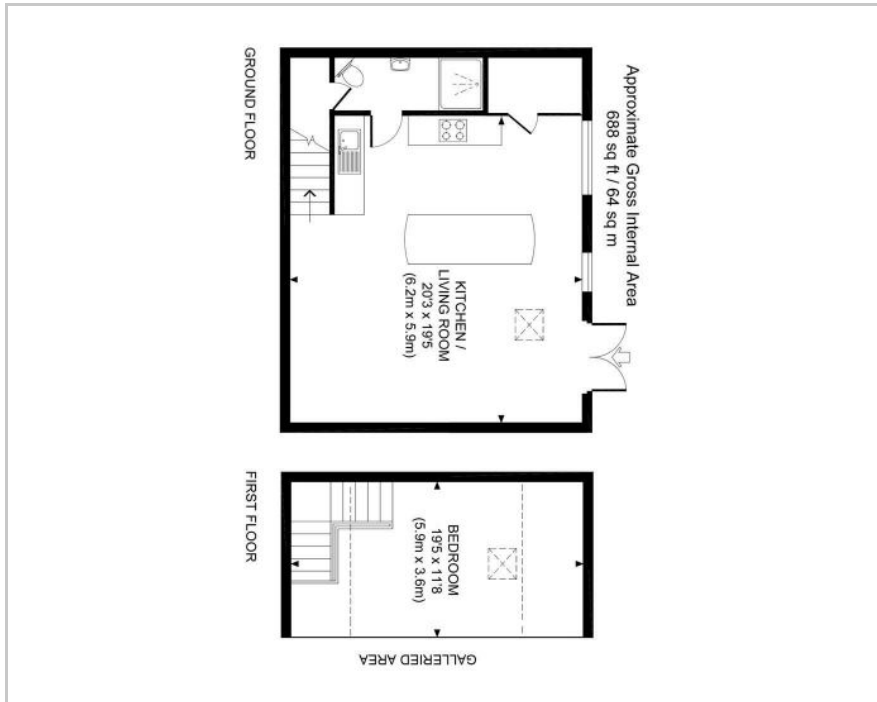 Approximate Gross Internal Area
688 sq ft / 64 sq m
KITCHEN /
LIVING ROOM
20'3 x 19'5
(6.2m x 5.9m)
GROUND FLOOR
BEDROOM
19'5 x 11'8
(5.9m x 3.6m)
GALLERIED AREA
FIRST FLOOR